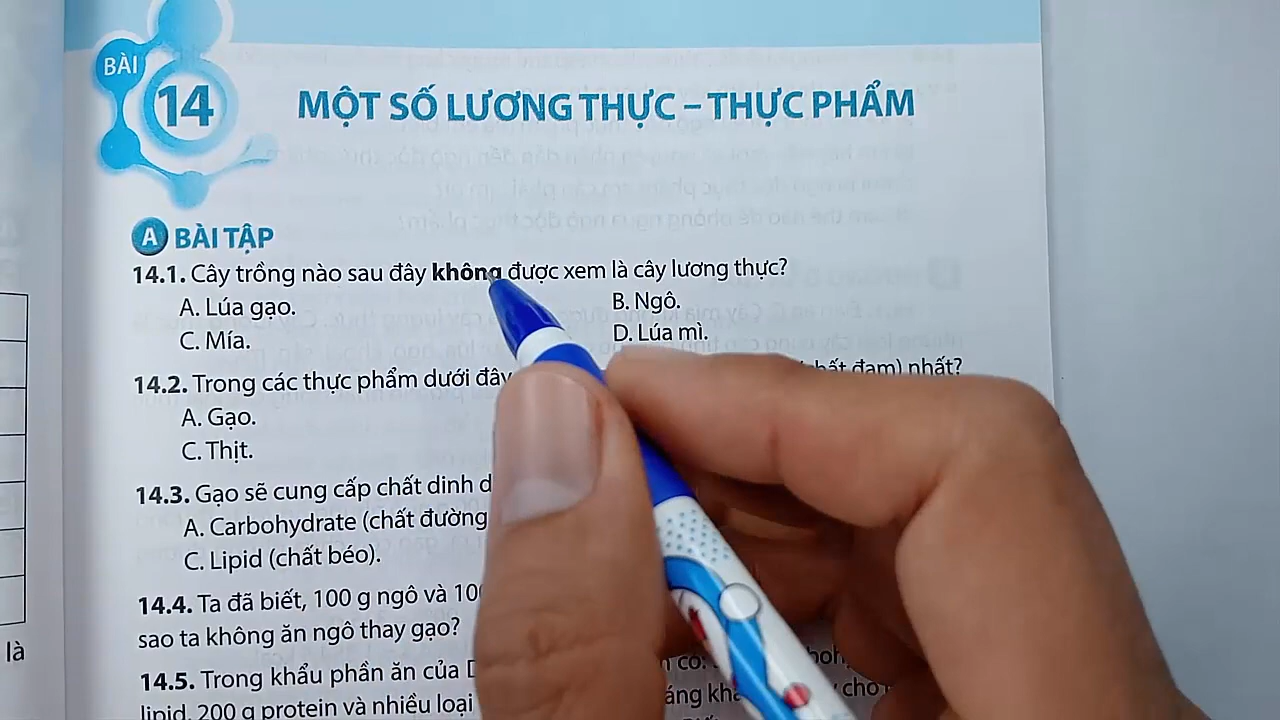 BÀI
14
MỘT SỐ LƯƠNG THỰC – THỰC PHẨM
A BÀI TẬP
14.1. Cây trồng nào sau đây không được xem là cây lương thực?
A. Lúa gạo.
B. Ngô.
C. Mía.
D. Lúa mì.
14.2. Trong các thực phẩm dưới đây đạm) nhất?
A. Gạo.
C. Thịt.
14.3. Gạo sẽ cung cấp chất dinh
A. Carbohydrate (chất đường
C. Lipid (chất béo).
14.4. Ta đã biết, 100 g ngô và
sao ta không ăn ngô thay gạo?
là
14.5. Trong khẩu phần ăn của có:
lipid, 200 g protein và nhiều loại cho